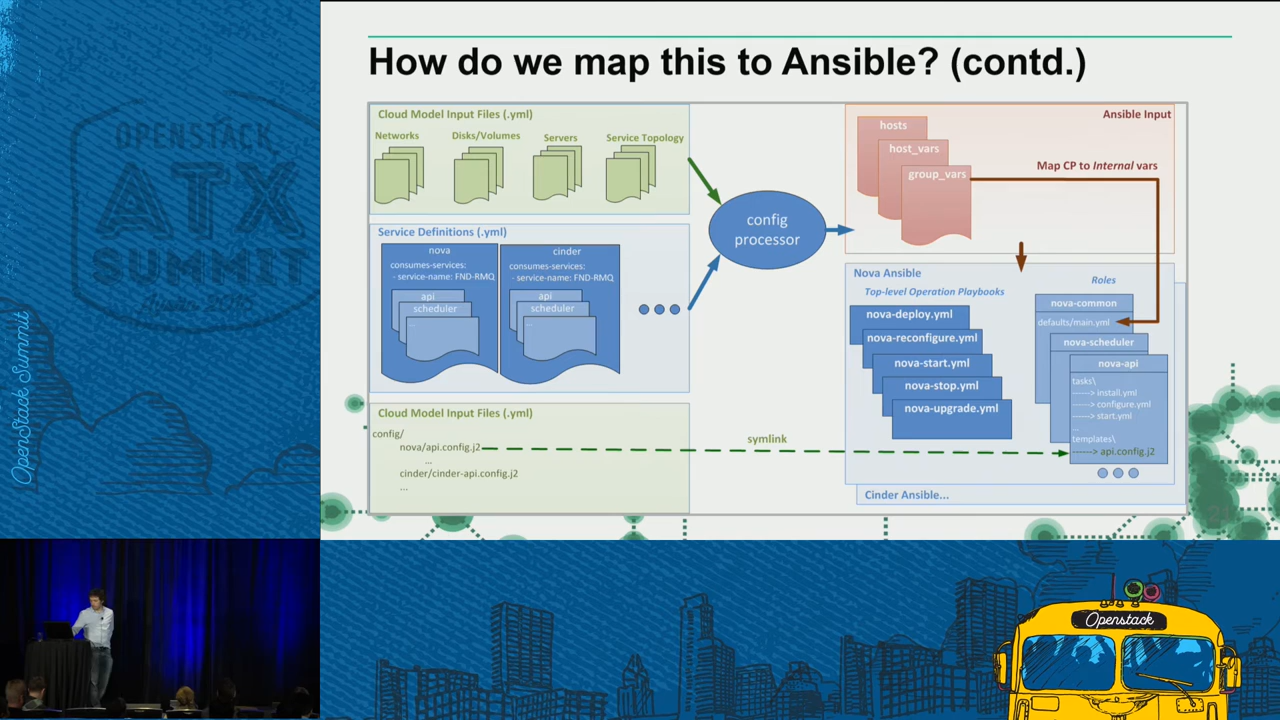 How do we map this to Ansible? (contd.)
Cloud Model Input Files (.yml)
Networks
Disks/Volumes
Servers
Service Topology
Service Definitions (.yml)
nova
consumes-services:
- service-name: FND-RMQ
api
scheduler
...
cinder
consumes-services:
- service-name: FND-RMQ
api
scheduler
...
Cloud Model Input Files (.yml)
config/
nova/api.config.j2
...
cinder/cinder-api.config.j2
...
config
processor
symlink
Ansible Input
hosts
host_vars
group_vars
Map CP to Internal vars
Nova Ansible
Top-level Operation Playbooks
nova-deploy.yml
nova-reconfigure.yml
nova-start.yml
nova-stop.yml
nova-upgrade.yml
Roles
nova-common
defaults/main.yml
nova-scheduler
nova-api
tasks\
------> install.yml
------> configure.yml
------> start.yml
...
templates\
------> api.config.j2
Cinder Ansible...
21
OPENSTACK
ATX
SUMMIT
Austin
OpenStack Summit
Openstack